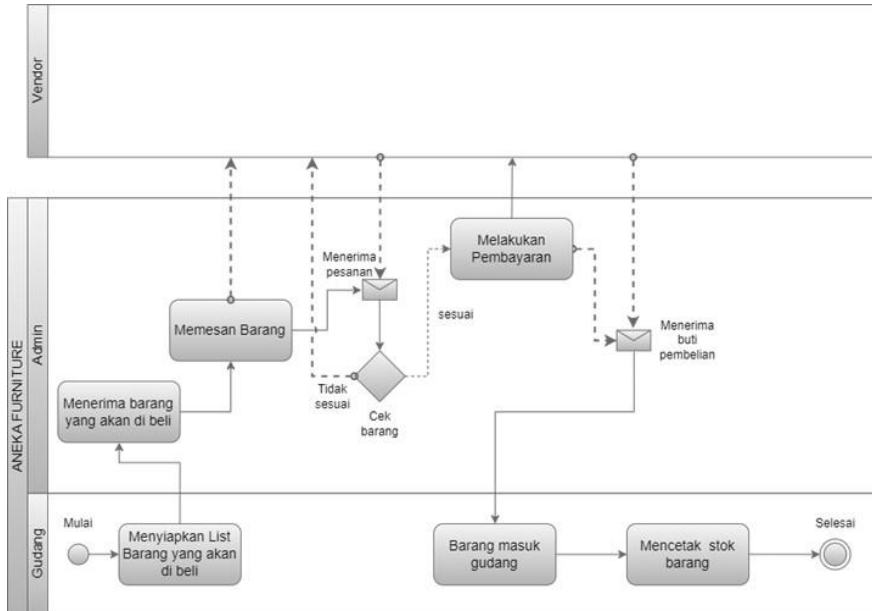 Vendor
ANEKA FURNITURE
Admin
Melakukan
Pembayaran
Menerima
pesanan
Memesan Barang
sesuai
Menerima
buti
pembelian
Tidak
sesuai
Cek
barang
Menerima barang
yang akan di beli
Gudang
Mulai
Menyiapkan List
Barang yang akan
di beli
Barang masuk
gudang
Mencetak stok
barang
Selesai